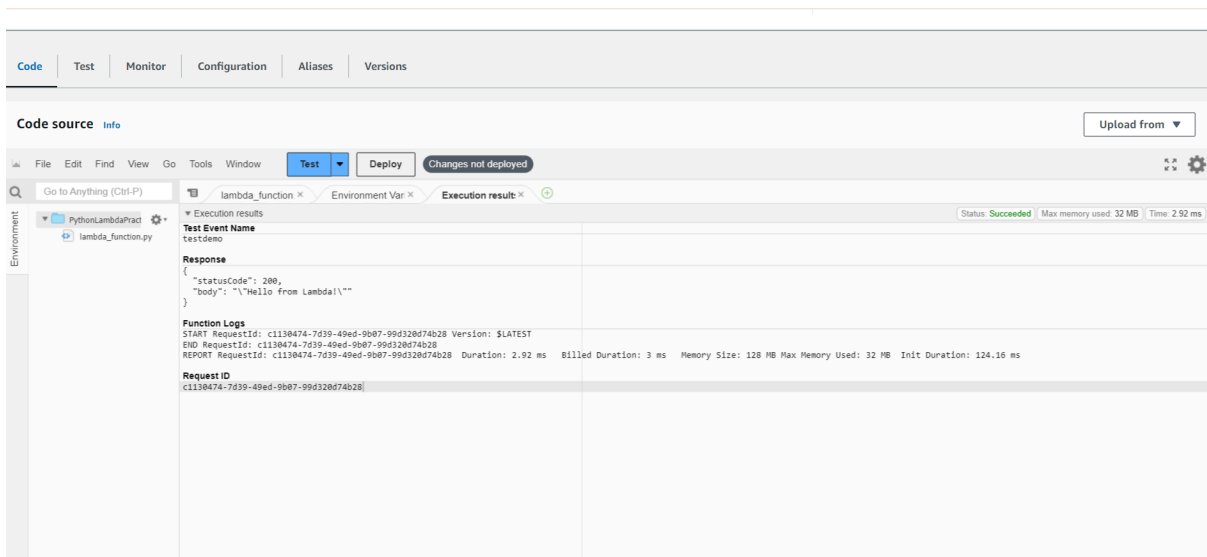 Code Test Monitor Configuration Aliases Versions
Code source Info
Upload from
File Edit Find View Go Tools Window Test Deploy Changes not deployed
Go to Anything (Ctrl-P)
lambda_function × Environment Var × Execution results ×
Environment
PythonLambdaPract
lambda_function.py
Execution results
Status: Succeeded Max memory used: 32 MB Time: 2.92 ms
Test Event Name
testdemo
Response
{
"statusCode": 200,
"body": "\"Hello from Lambda!\""
}
Function Logs
START RequestId: c1130474-7d39-49ed-9b07-99d320d74b28 Version: $LATEST
END RequestId: c1130474-7d39-49ed-9b07-99d320d74b28
REPORT RequestId: c1130474-7d39-49ed-9b07-99d320d74b28 Duration: 2.92 ms Billed Duration: 3 ms Memory Size: 128 MB Max Memory Used: 32 MB Init Duration: 124.16 ms
Request ID
c1130474-7d39-49ed-9b07-99d320d74b28